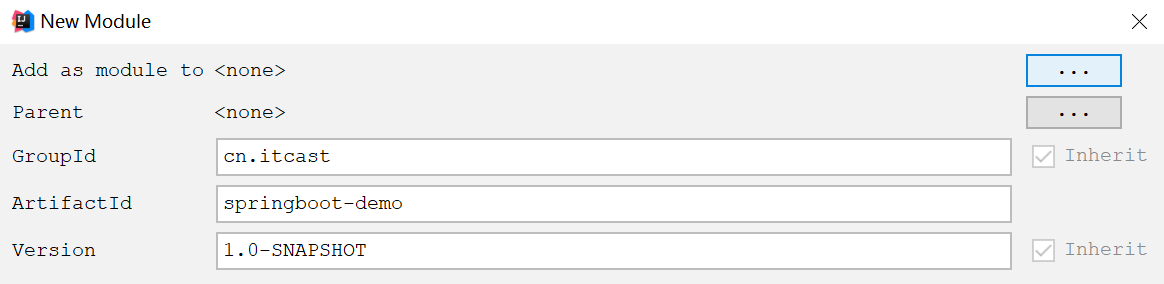 New Module
Add as module to <none>
...
Parent <none>
...
GroupId cn.itcast Inherit
ArtifactId springboot-demo
Version 1.0-SNAPSHOT Inherit